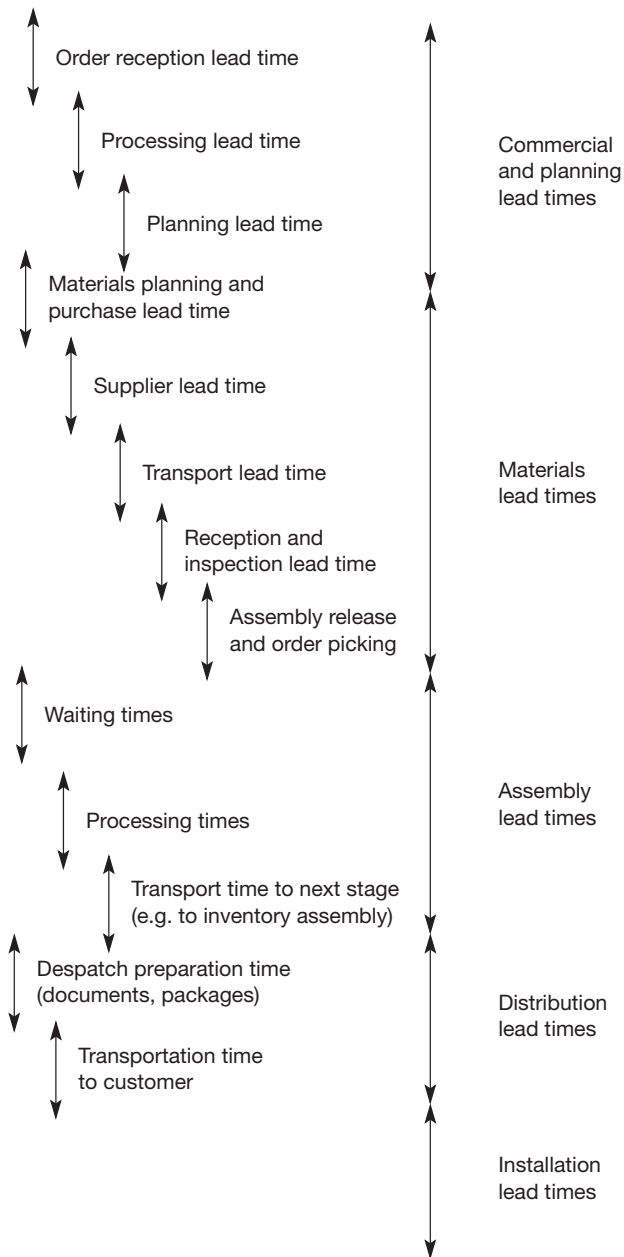 Order reception lead time
Processing lead time
Commercial
and planning
lead times
Planning lead time
Materials planning and
purchase lead time
Supplier lead time
Transport lead time
Materials
lead times
Reception and
inspection lead time
Assembly release
and order picking
Waiting times
Processing times
Assembly
lead times
Transport time to next stage
(e.g. to inventory assembly)
Despatch preparation time
(documents, packages)
Distribution
lead times
Transportation time
to customer
Installation
lead times